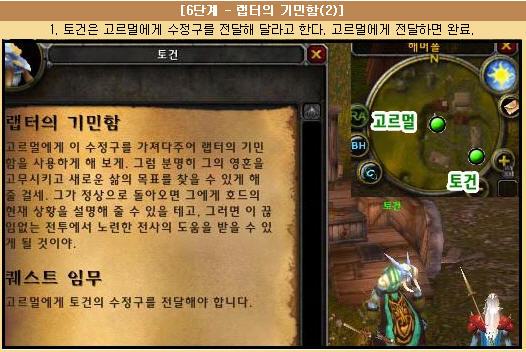 [6단계 - 랩터의 기민함(2)]
1. 토건은 고르멀에게 수정구를 전달해 달라고 한다. 고르멀에게 전달하면 완료.
토건
랩터의 기민함
고르멀에게 이 수정구를 가져다주어 랩터의 기민
함을 사용하게 해 보게. 그럼 분명히 그의 영혼을
고무시키고 새로운 삶의 목표를 찾을 수 있게 해
줄 걸세. 그가 정상으로 돌아오면 그에게 호드의
현재 상황을 설명해 줄 수 있을 테고, 그러면 이 끊
임없는 전투에서 노련한 전사의 도움을 받을 수 있
게 될 것이야.
퀘스트 임무
고르멀에게 토건의 수정구를 전달해야 합니다.
해머폴
N
RA
고르멀
BH
토건
토건